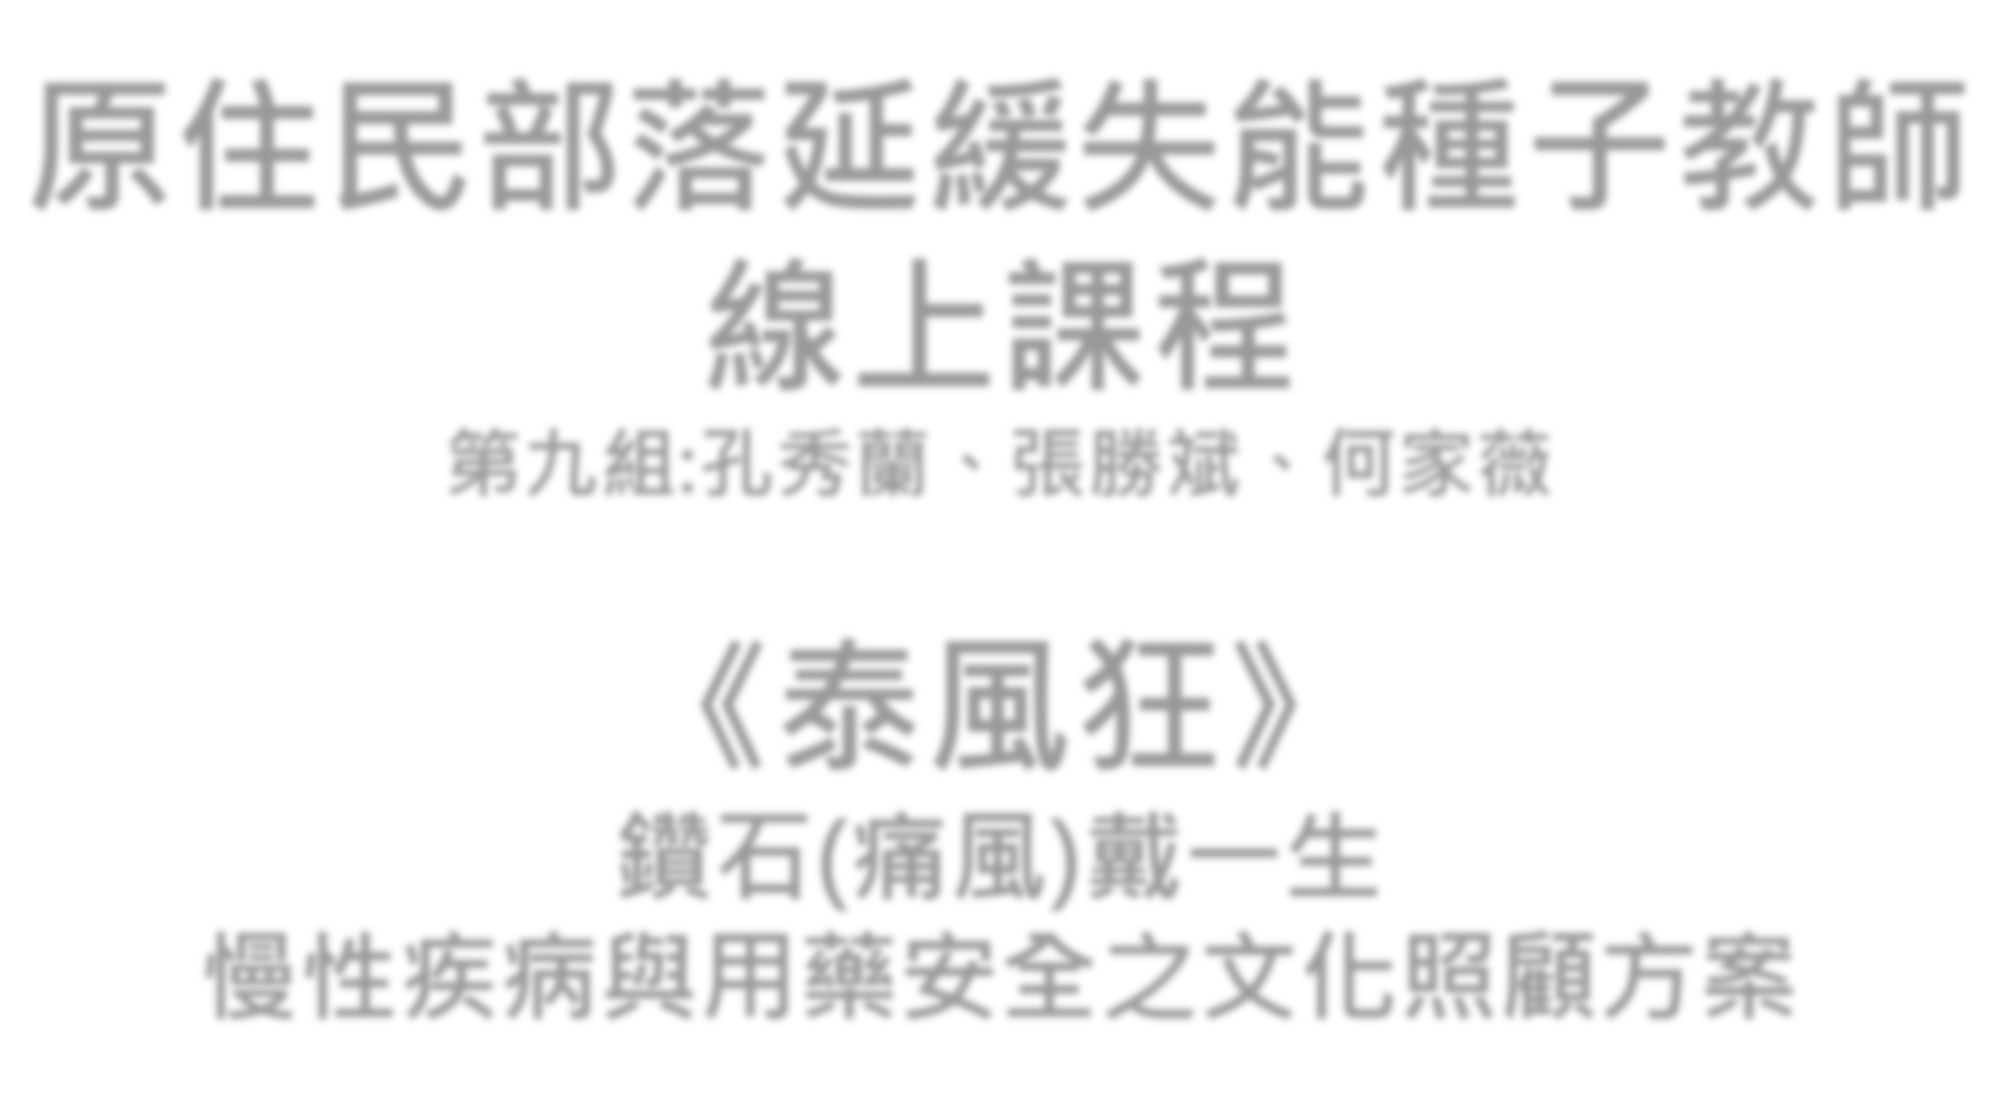 原住民部落延緩失能種子教師
線上課程
第九組:孔秀蘭、張勝斌、何家薇
《泰風狂》
鑽石(痛風)戴一生
慢性疾病與用藥安全之文化照顧方案